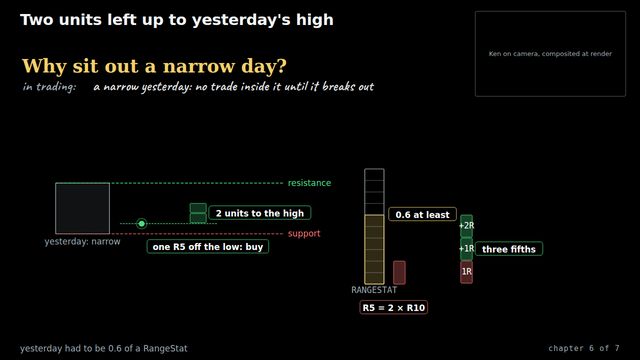 Two units left up to yesterday's high
Ken on camera, composited at render
Why sit out a narrow day?
in trading: a narrow yesterday: no trade inside it until it breaks out
resistance
2 units to the high
support
yesterday: narrow
one R5 off the low: buy
0.6 at least
+2R
+1R
three fifths
1R
RANGESTAT
R5 = 2 × R10
yesterday had to be 0.6 of a RangeStat
chapter 6 of 7